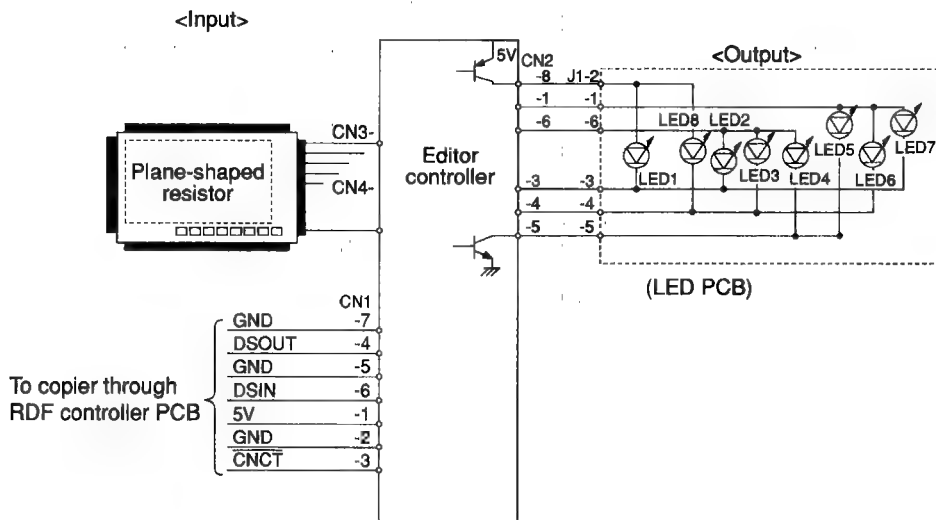 <Input>
<Output>
5V
CN2
-8 J1-2
-1 -1
-6 -6
LED8 LED2
LED5
LED7
LED1
LED3
LED4
LED6
-3 -3
-4 -4
-5 -5
(LED PCB)
CN3-
CN4-
Plane-shaped
resistor
Editor
controller
CN1
GND -7
DSOUT -4
GND -5
DSIN -6
5V -1
GND -2
CNCT -3
To copier through
RDF controller PCB